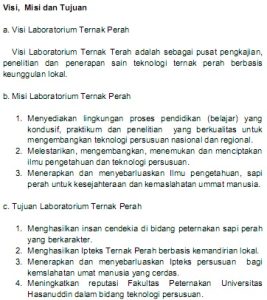 Visi, Misi dan Tujuan
a. Visi Laboratorium Ternak Perah
Visi Laboratorium Ternak Terah adalah sebagai pusat pengkajian,
penelitian dan penerapan sain teknologi ternak perah berbasis
keunggulan lokal.
b. Misi Laboratorium Ternak Perah
1. Menyediakan lingkungan proses pendidikan (belajar) yang
kondusif, praktikum dan penelitian yang berkualitas untuk
mengembangkan teknologi persusuan nasional dan regional.
2. Melestarikan, mengembangkan, menemukan dan menciptakan
ilmu pengetahuan dan teknologi persusuan.
3. Menerapkan dan menyebarluaskan Ilmu pengetahuan, sapi
perah untuk kesejahteraan dan kemaslahatan ummat manusia.
c. Tujuan Laboratorium Ternak Perah
1. Menghasilkan insan cendekia di bidang peternakan sapi perah
yang berkarakter.
2. Menghasilkan Ipteks Ternak Perah berbasis kemandirian lokal.
3. Menerapkan dan menyebarluaskan Ipteks persusuan bagi
kemslahatan umat manusia yang cerdas.
4. Meningkatkan reputasi Fakultas Peternakan Universitas
Hasanuddin dalam bidang teknologi persusuan.